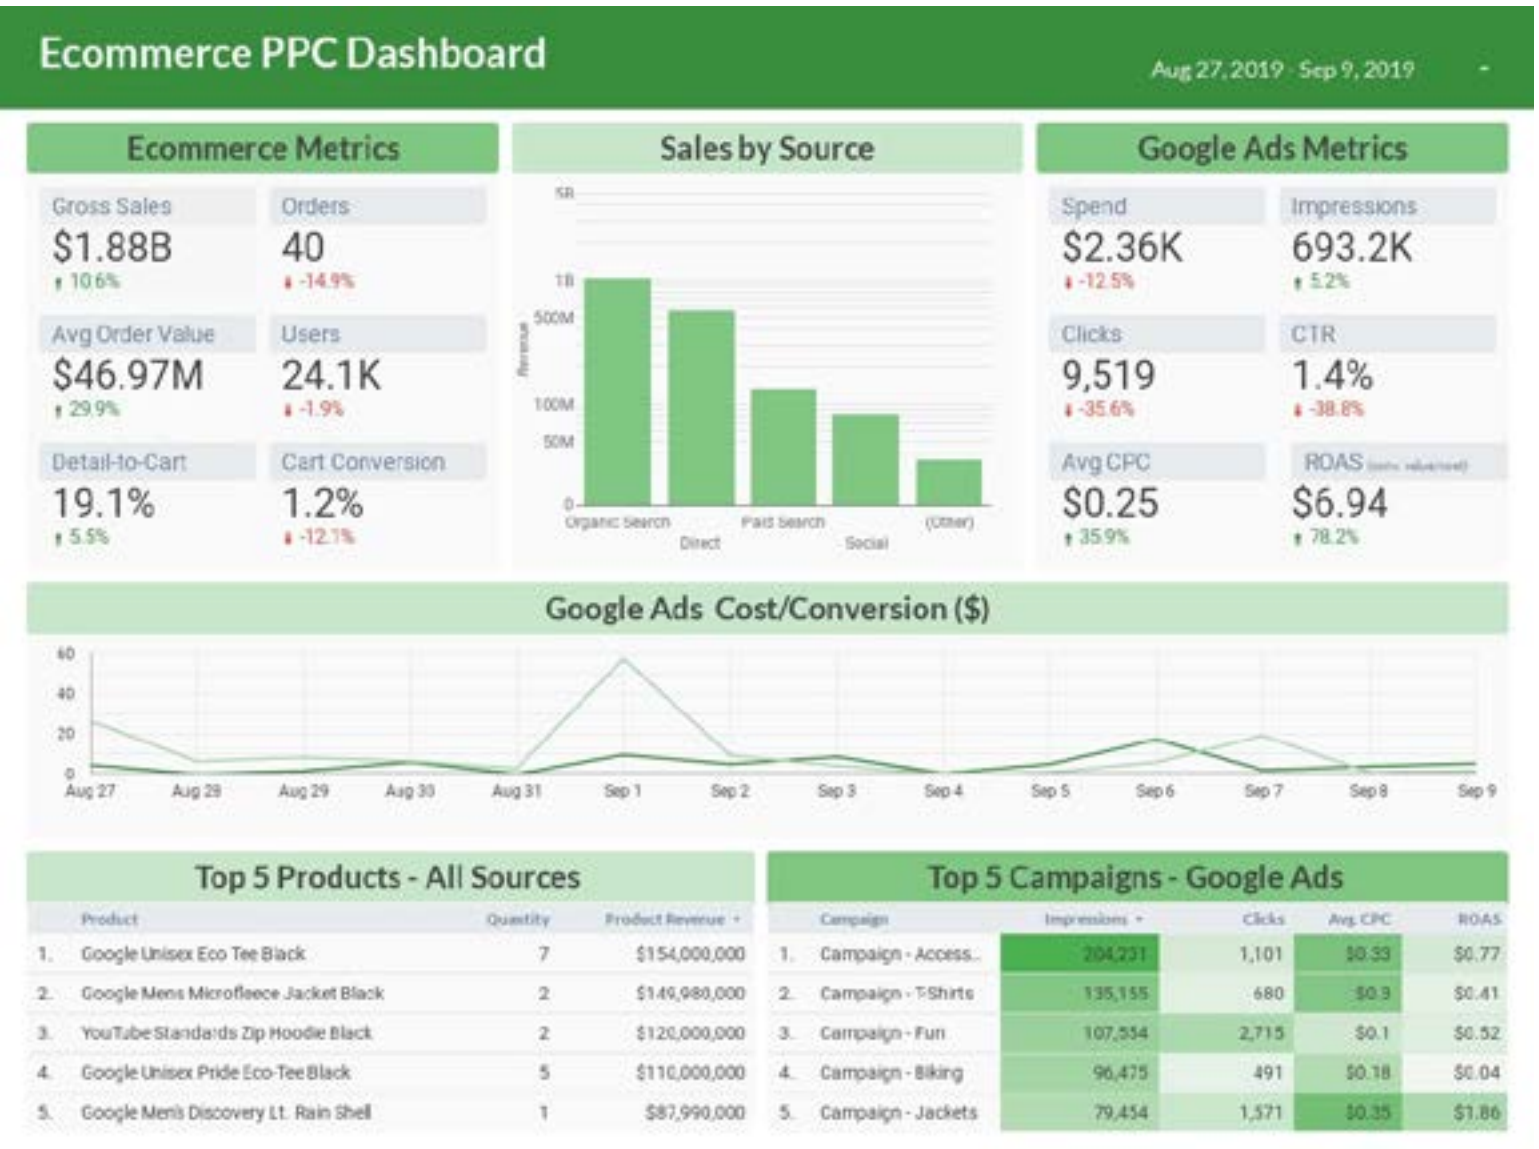 Ecommerce PPC Dashboard
Aug 27, 2019 - Sep 9, 2019
Ecommerce Metrics
Gross Sales
$1.88B
10.6%
Orders
40
-14.9%
Avg Order Value
$46.97M
29.9%
Users
24.1K
-1.9%
Detail-to-Cart
19.1%
5.5%
Cart Conversion
1.2%
-12.1%
Sales by Source
Revenue
5B
1B
500M
100M
50M
0
Organic Search
Direct
Paid Search
Social
(Other)
Google Ads Metrics
Spend
$2.36K
-12.5%
Impressions
693.2K
5.2%
Clicks
9,519
-35.6%
CTR
1.4%
-38.8%
Avg CPC
$0.25
35.9%
ROAS
$6.94
78.2%
Google Ads Cost/Conversion ($)
60
40
20
0
Aug 27 Aug 28 Aug 29 Aug 30 Aug 31 Sep 1 Sep 2 Sep 3 Sep 4 Sep 5 Sep 6 Sep 7 Sep 8 Sep 9
Top 5 Products - All Sources
Product Quantity Product Revenue
1. Google Unisex Eco Tee Black 7 $154,000,000
2. Google Mens Microfleece Jacket Black 2 $149,980,000
3. YouTube Standards Zip Hoodie Black 2 $120,000,000
4. Google Unisex Pride Eco-Tee Black 5 $110,000,000
5. Google Men's Discovery Lt. Rain Shell 1 $87,990,000
Top 5 Campaigns - Google Ads
Campaign Impressions Clicks Avg. CPC ROAS
1. Campaign - Access... 204,231 1,101 $0.33 $0.77
2. Campaign - T-Shirts 135,155 680 $0.3 $0.41
3. Campaign - Fun 107,554 2,715 $0.1 $0.52
4. Campaign - Biking 96,475 491 $0.18 $0.04
5. Campaign - Jackets 79,454 1,571 $0.35 $1.86